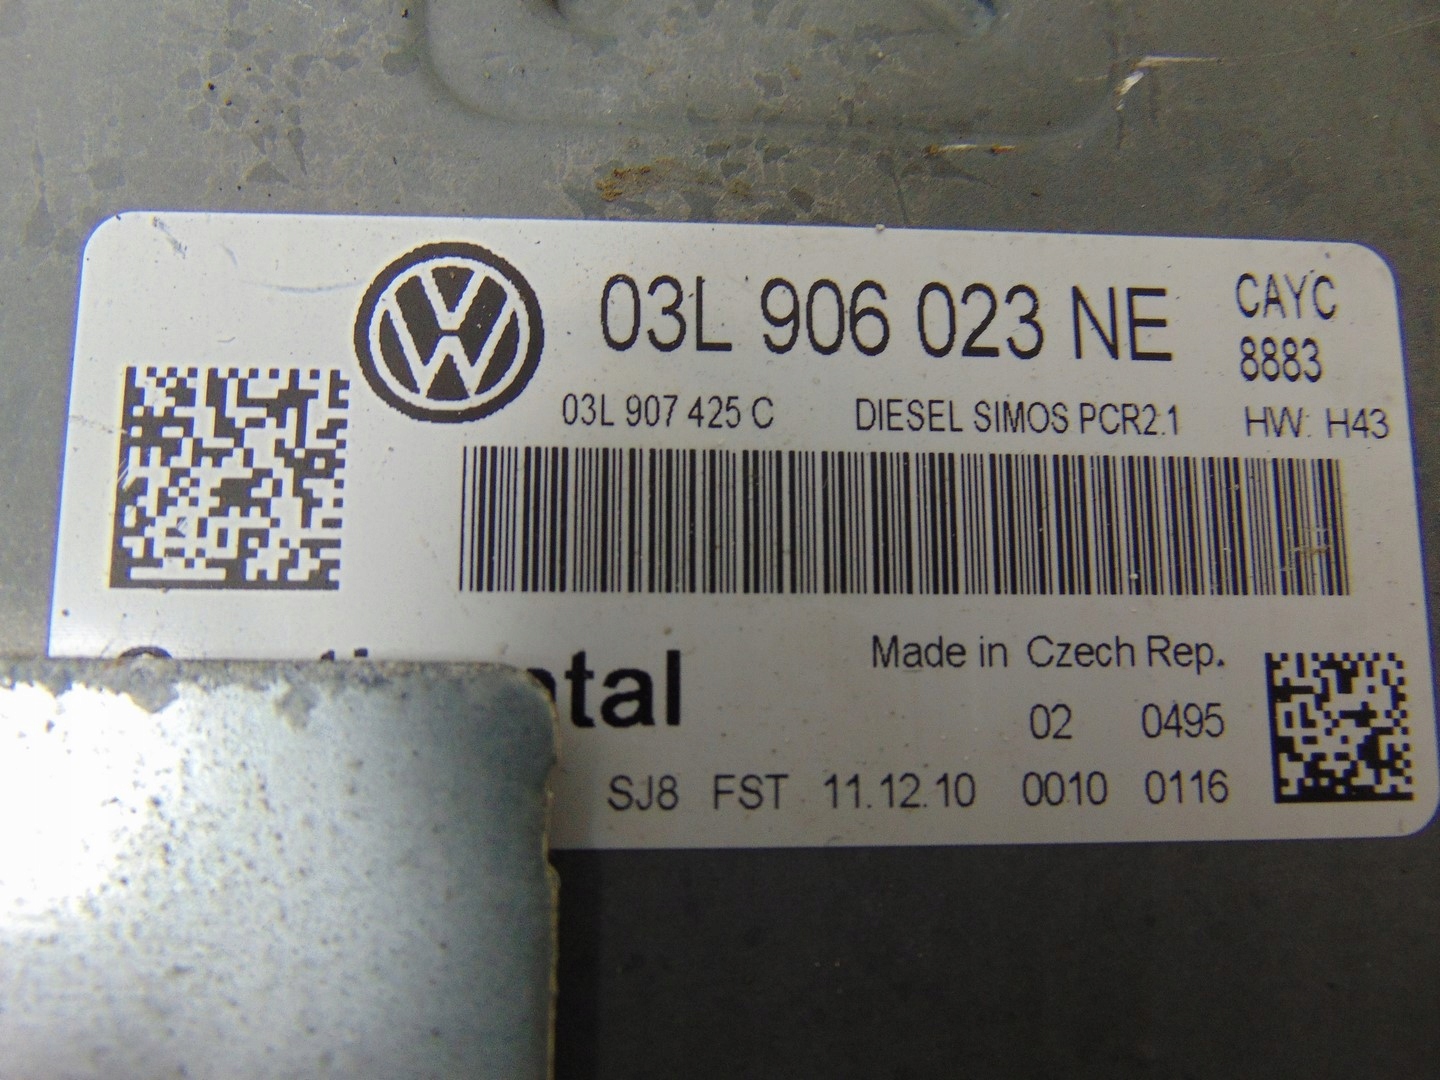 03L 906 023 NE
CAYC
8883
03L 907 425 C DIESEL SIMOS PCR2.1 HW: H43
Made in Czech Rep.
02 0495
SJ8 FST 11.12.10 0010 0116